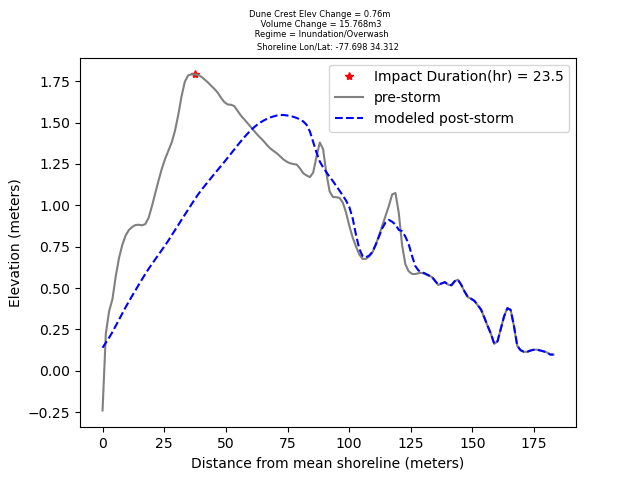 Dune Crest Elev Change = 0.76m
Volume Change = 15.768m3
Regime = Inundation/Overwash
Shoreline Lon/Lat: -77.698 34.312
Impact Duration(hr) = 23.5
pre-storm
modeled post-storm
Elevation (meters)
1.75
1.50
1.25
1.00
0.75
0.50
0.25
0.00
−0.25
0 25 50 75 100 125 150 175
Distance from mean shoreline (meters)